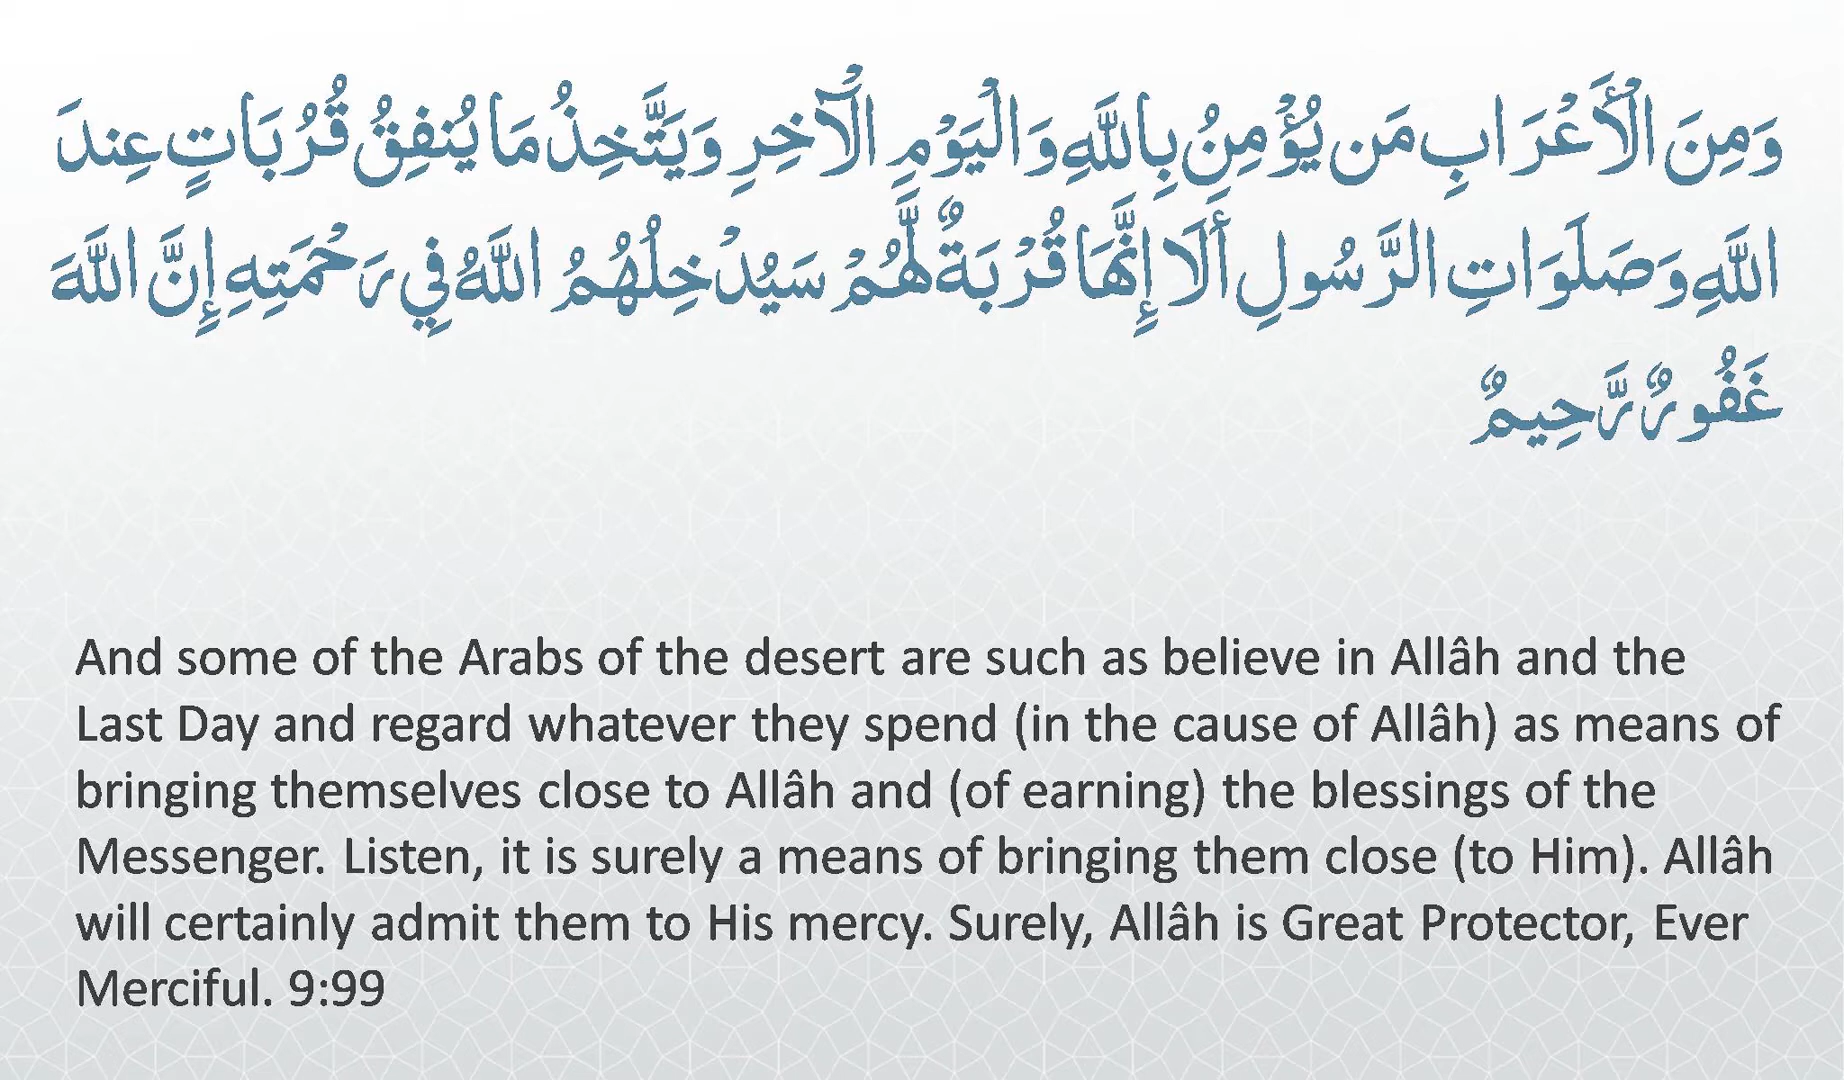 وَمِنَ الْأَعْرَابِ مَن يُؤْمِنُ بِاللَّهِ وَالْيَوْمِ الْآخِرِ وَيَتَّخِذُ مَا يُنفِقُ قُرُبَاتٍ عِندَ
اللَّهِ وَصَلَوَاتِ الرَّسُولِ أَلَا إِنَّهَا قُرْبَةٌ لَّهُمْ سَيُدْخِلُهُمُ اللَّهُ فِي رَحْمَتِهِ إِنَّ اللَّهَ
غَفُورٌ رَّحِيمٌ
And some of the Arabs of the desert are such as believe in Allâh and the
Last Day and regard whatever they spend (in the cause of Allâh) as means of
bringing themselves close to Allâh and (of earning) the blessings of the
Messenger. Listen, it is surely a means of bringing them close (to Him). Allâh
will certainly admit them to His mercy. Surely, Allâh is Great Protector, Ever
Merciful. 9:99